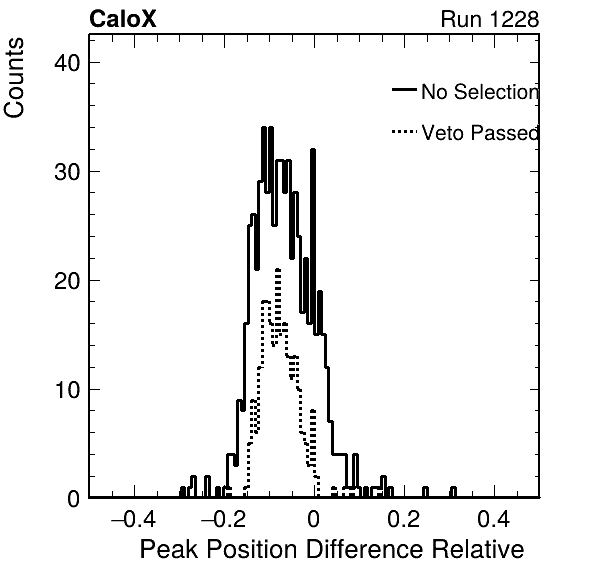 CaloX Run 1228
Counts
40
30
20
10
0
No Selection
Veto Passed
−0.4 −0.2 0 0.2 0.4
Peak Position Difference Relative